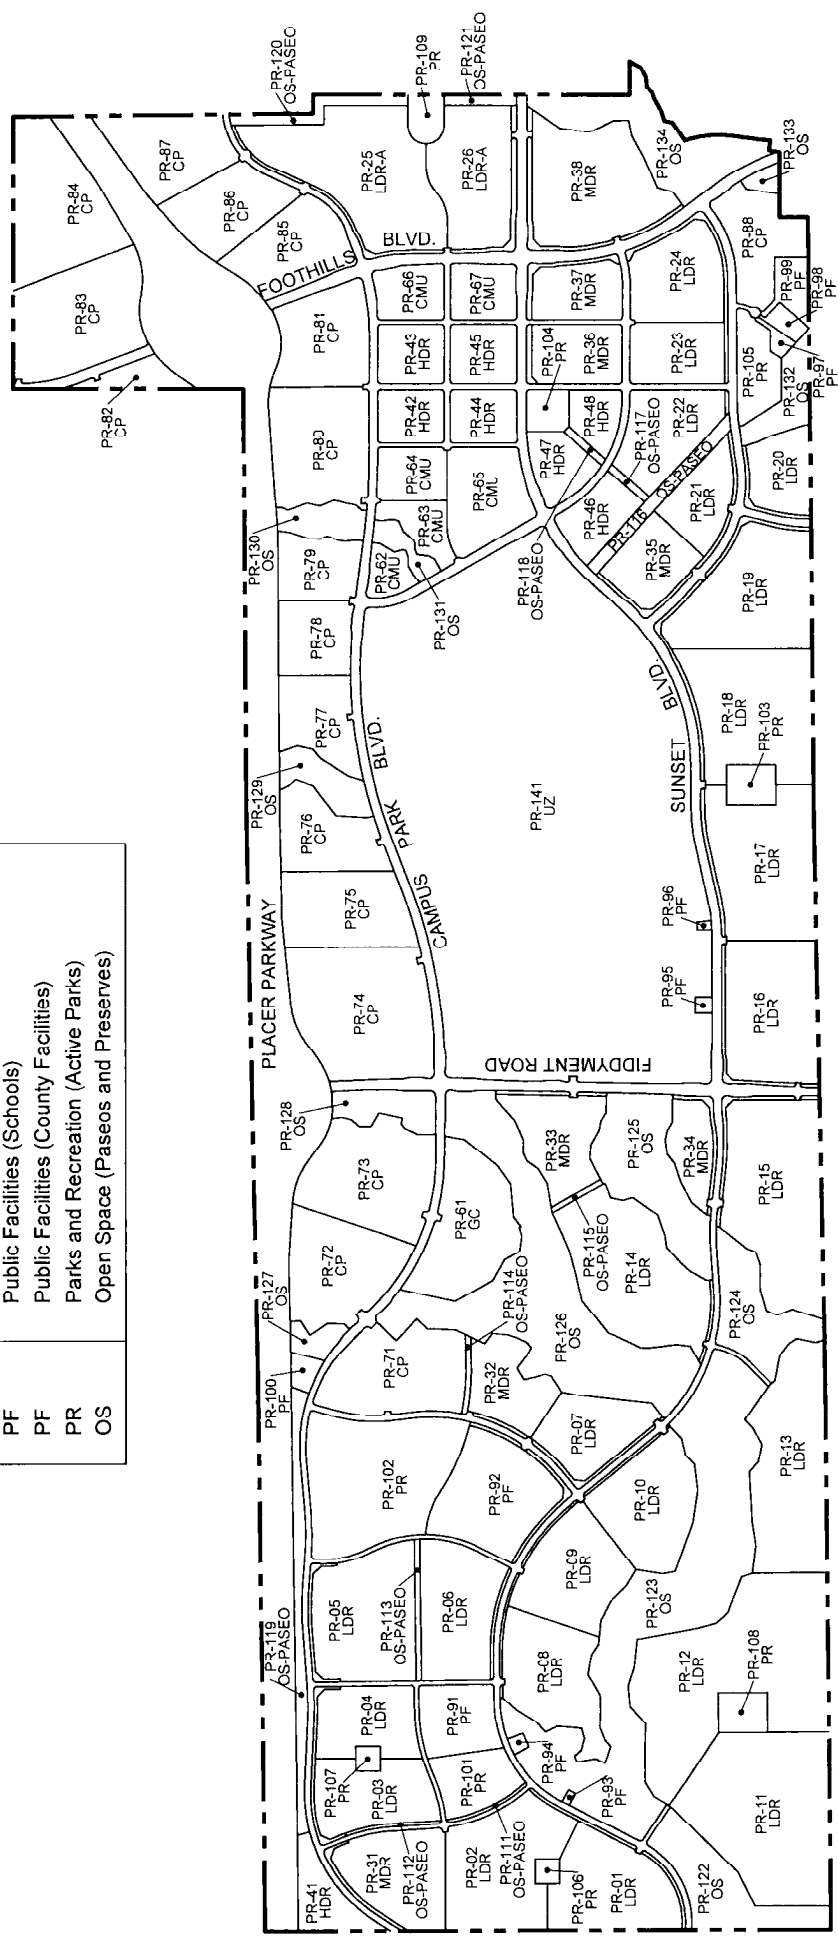 PF
Public Facilities (Schools)
PF
Public Facilities (County Facilities)
PR
Parks and Recreation (Active Parks)
OS
Open Space (Paseos and Preserves)
PR-120
OS-PASEO
PR-109
PR
PR-121
OS-PASEO
PR-84
CP
PR-87
CP
PR-86
CP
PR-85
CP
PR-25
LDR-A
PR-26
LDR-A
PR-38
MDR
PR-134
OS
PR-133
OS
PR-83
CP
PR-82
CP
FOOTHILLS
BLVD.
PR-81
CP
PR-66
CMU
PR-67
CMU
PR-37
MDR
PR-24
LDR
PR-88
CP
PR-99
PF
PR-98
PF
PR-97
PF
PR-43
HDR
PR-45
HDR
PR-104
PR
PR-36
MDR
PR-23
LDR
PR-105
PR
PR-132
OS
PR-80
CP
PR-42
HDR
PR-44
HDR
PR-48
HDR
PR-22
LDR
PR-117
OS-PASEO
PR-64
CMU
PR-65
CMU
PR-47
HDR
PR-46
HDR
PR-116 OS-PASEO
PR-21
LDR
PR-20
LDR
PR-130
OS
PR-79
CP
PR-62
CMU
PR-63
CMU
PR-131
OS
PR-118
OS-PASEO
PR-35
MDR
PR-19
LDR
PR-78
CP
PR-77
CP
PR-129
OS
PR-76
CP
PR-75
CP
PR-74
CP
CAMPUS PARK BLVD.
PR-141
UZ
SUNSET BLVD.
PR-18
LDR
PR-103
PR
PR-17
LDR
PR-96
PF
PR-95
PF
PR-16
LDR
PLACER PARKWAY
FIDDYMENT ROAD
PR-128
OS
PR-73
CP
PR-61
GC
PR-33
MDR
PR-125
OS
PR-34
MDR
PR-15
LDR
PR-72
CP
PR-127
OS
PR-115
OS-PASEO
PR-14
LDR
PR-114
OS-PASEO
PR-126
OS
PR-124
OS
PR-100
PF
PR-71
CP
PR-32
MDR
PR-07
LDR
PR-13
LDR
PR-102
PR
PR-92
PF
PR-10
LDR
PR-09
LDR
PR-123
OS
PR-119
OS-PASEO
PR-05
LDR
PR-113
OS-PASEO
PR-06
LDR
PR-08
LDR
PR-12
LDR
PR-108
PR
PR-04
LDR
PR-91
PF
PR-107
PR
PR-03
LDR
PR-101
PR
PR-94
PF
PR-93
PF
PR-11
LDR
PR-41
HDR
PR-31
MDR
PR-112
OS-PASEO
PR-02
LDR
PR-111
OS-PASEO
PR-106
PR
PR-01
LDR
PR-122
OS